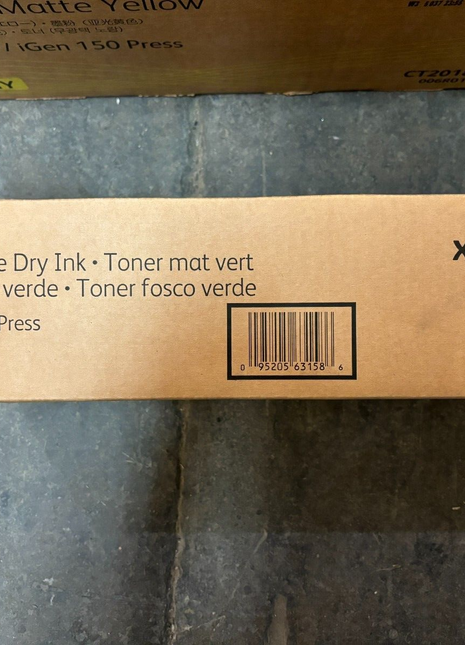 Matte Yellow
/ iGen 150 Press
Y
e Dry Ink • Toner mat vert
verde • Toner fosco verde
Press
X
0 95205 63158 6